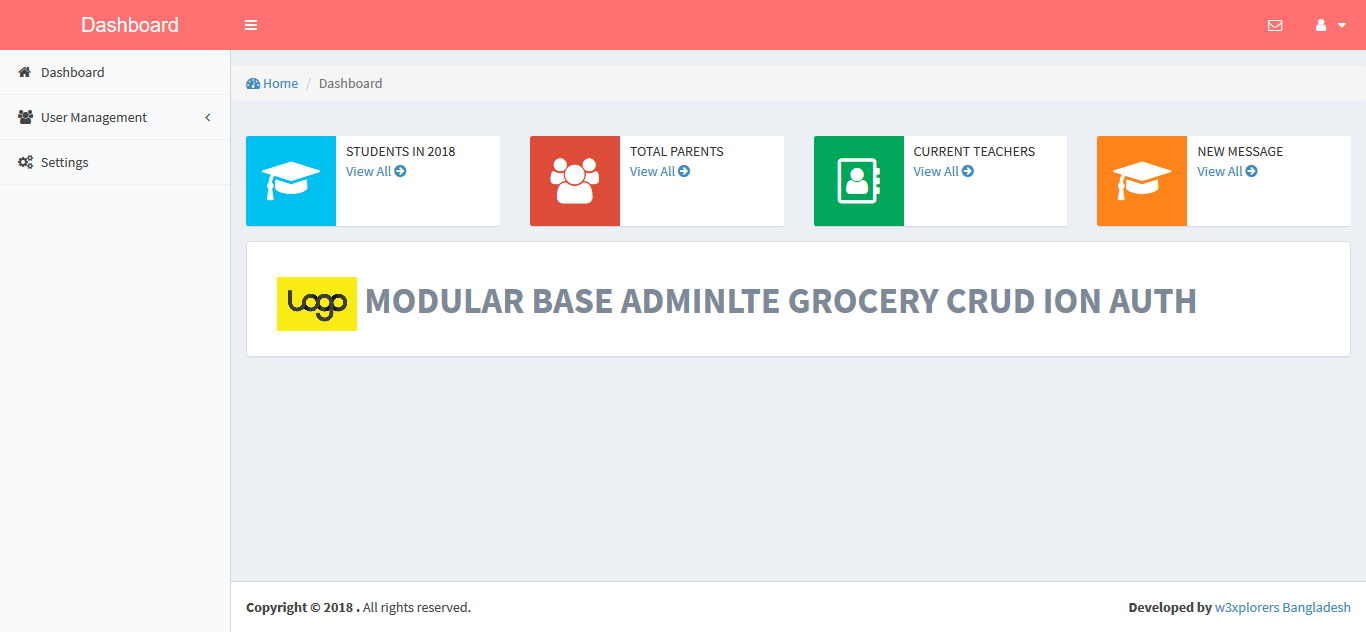 Dashboard
Dashboard
User Management
Settings
Home / Dashboard
STUDENTS IN 2018
View All
TOTAL PARENTS
View All
CURRENT TEACHERS
View All
NEW MESSAGE
View All
Logo MODULAR BASE ADMINLTE GROCERY CRUD ION AUTH
Copyright © 2018 . All rights reserved.
Developed by w3xplorers Bangladesh